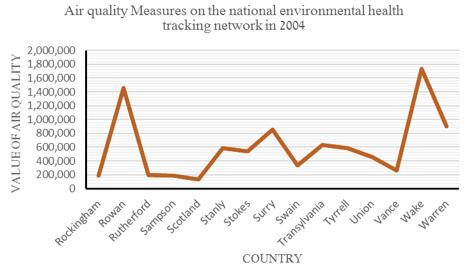 Air quality Measures on the national environmental health
tracking network in 2004
VALUE OF AIR QUALITY
2,000,000
1,800,000
1,600,000
1,400,000
1,200,000
1,000,000
800,000
600,000
400,000
200,000
0
Rockingham
Rowan
Rutherford
Sampson
Scotland
Stanly
Stokes
Surry
Swain
Transylvania
Tyrrell
Union
Vance
Wake
Warren
COUNTRY